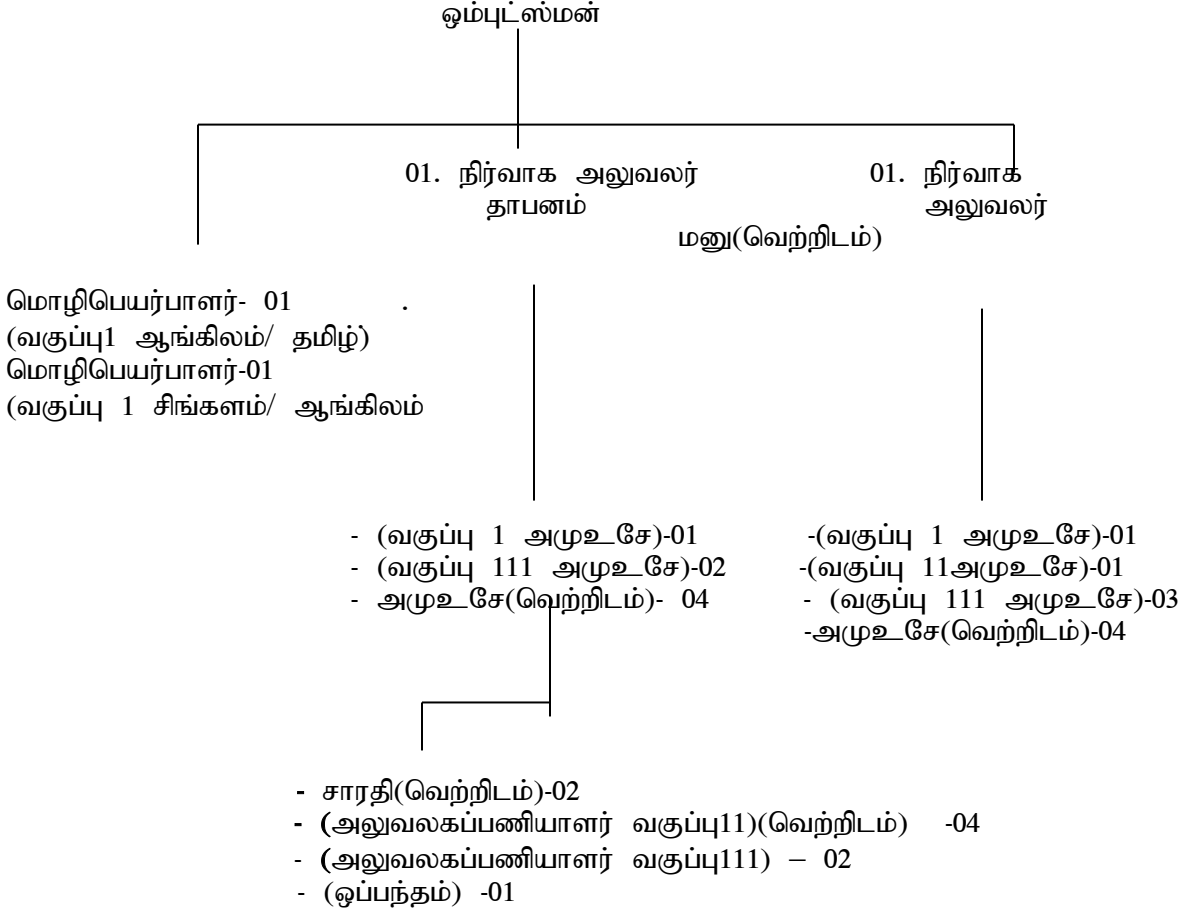 ஒம்புட்ஸ்மன்
01. நிர்வாக அலுவலர்
தாபனம்
01. நிர்வாக
அலுவலர்
மனு(வெற்றிடம்)
மொழிபெயர்பாளர்- 01 .
(வகுப்பு1 ஆங்கிலம்/ தமிழ்)
மொழிபெயர்பாளர்-01
(வகுப்பு 1 சிங்களம்/ ஆங்கிலம்
- (வகுப்பு 1 அமுஉசே)-01
- (வகுப்பு 111 அமுஉசே)-02
- அமுஉசே(வெற்றிடம்)- 04
-(வகுப்பு 1 அமுஉசே)-01
-(வகுப்பு 11அமுஉசே)-01
- (வகுப்பு 111 அமுஉசே)-03
-அமுஉசே(வெற்றிடம்)-04
- சாரதி(வெற்றிடம்)-02
- (அலுவலகப்பணியாளர் வகுப்பு11)(வெற்றிடம்) -04
- (அலுவலகப்பணியாளர் வகுப்பு111) – 02
- (ஒப்பந்தம்) -01